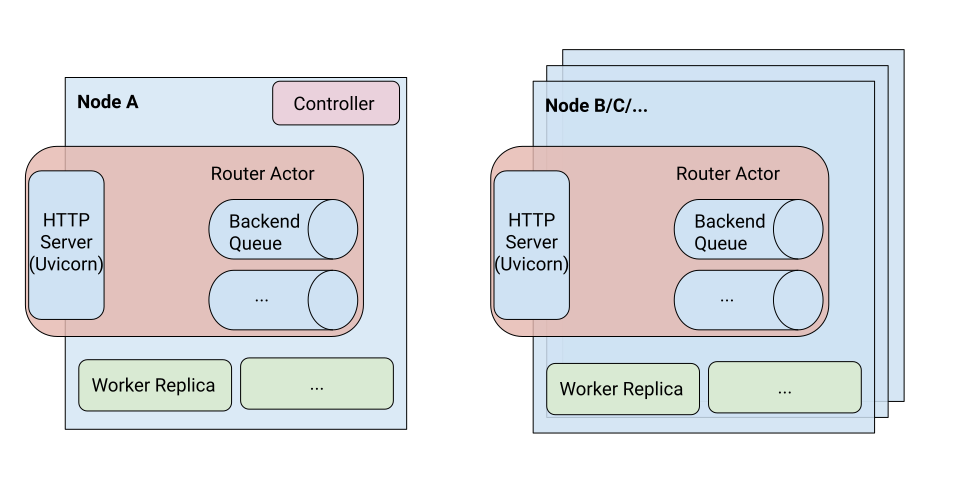 Node A
Controller
Router Actor
HTTP
Server
(Uvicorn)
Backend
Queue
...
Worker Replica
...
Node B/C/...
Router Actor
HTTP
Server
(Uvicorn)
Backend
Queue
...
Worker Replica
...